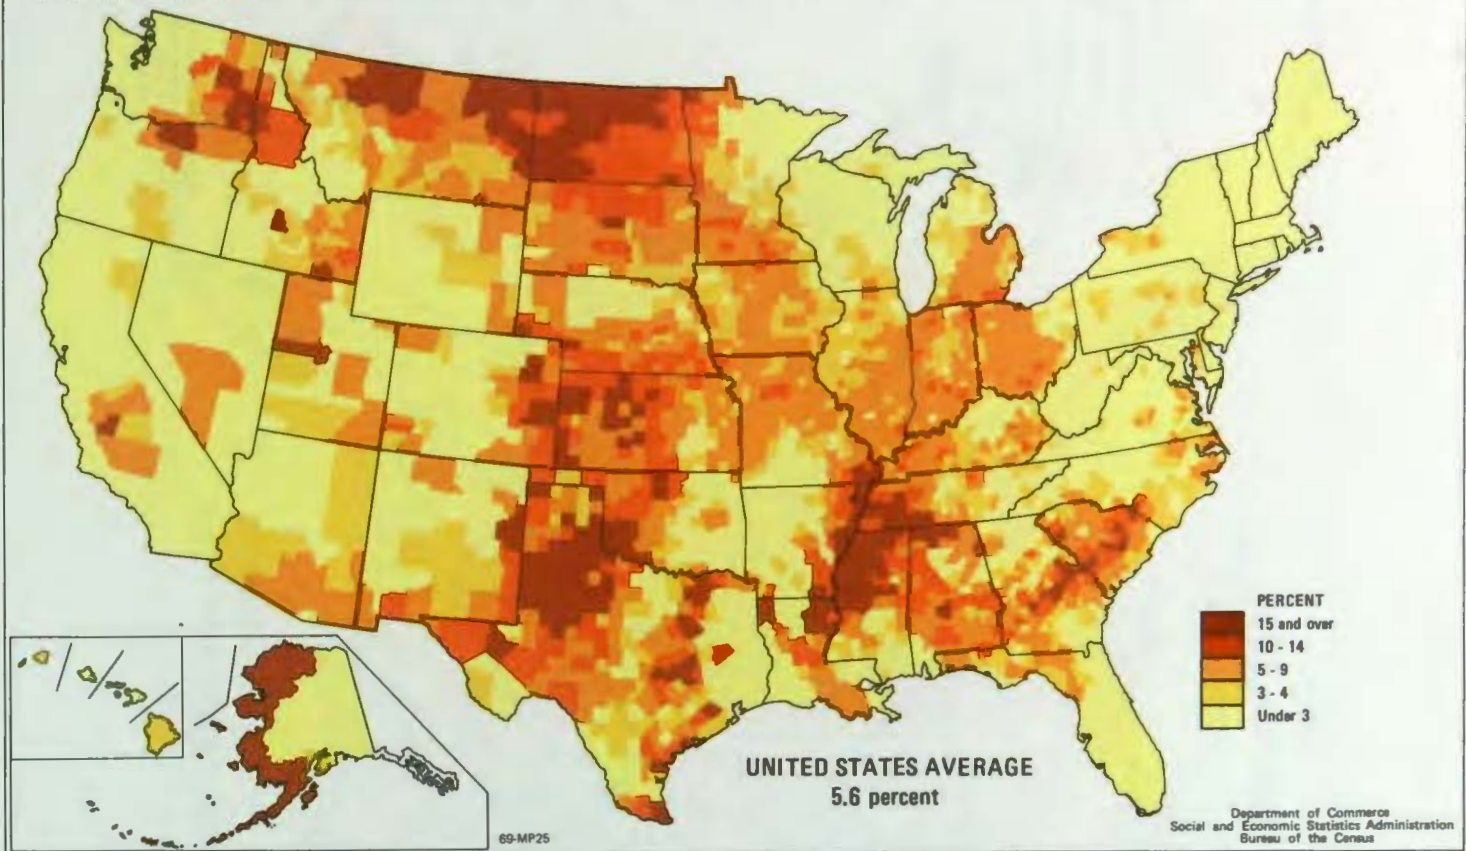 PERCENT
15 and over
10 - 14
5 - 9
3 - 4
Under 3
UNITED STATES AVERAGE
5.6 percent
69-MP25
Department of Commerce
Social and Economic Statistics Administration
Bureau of the Census